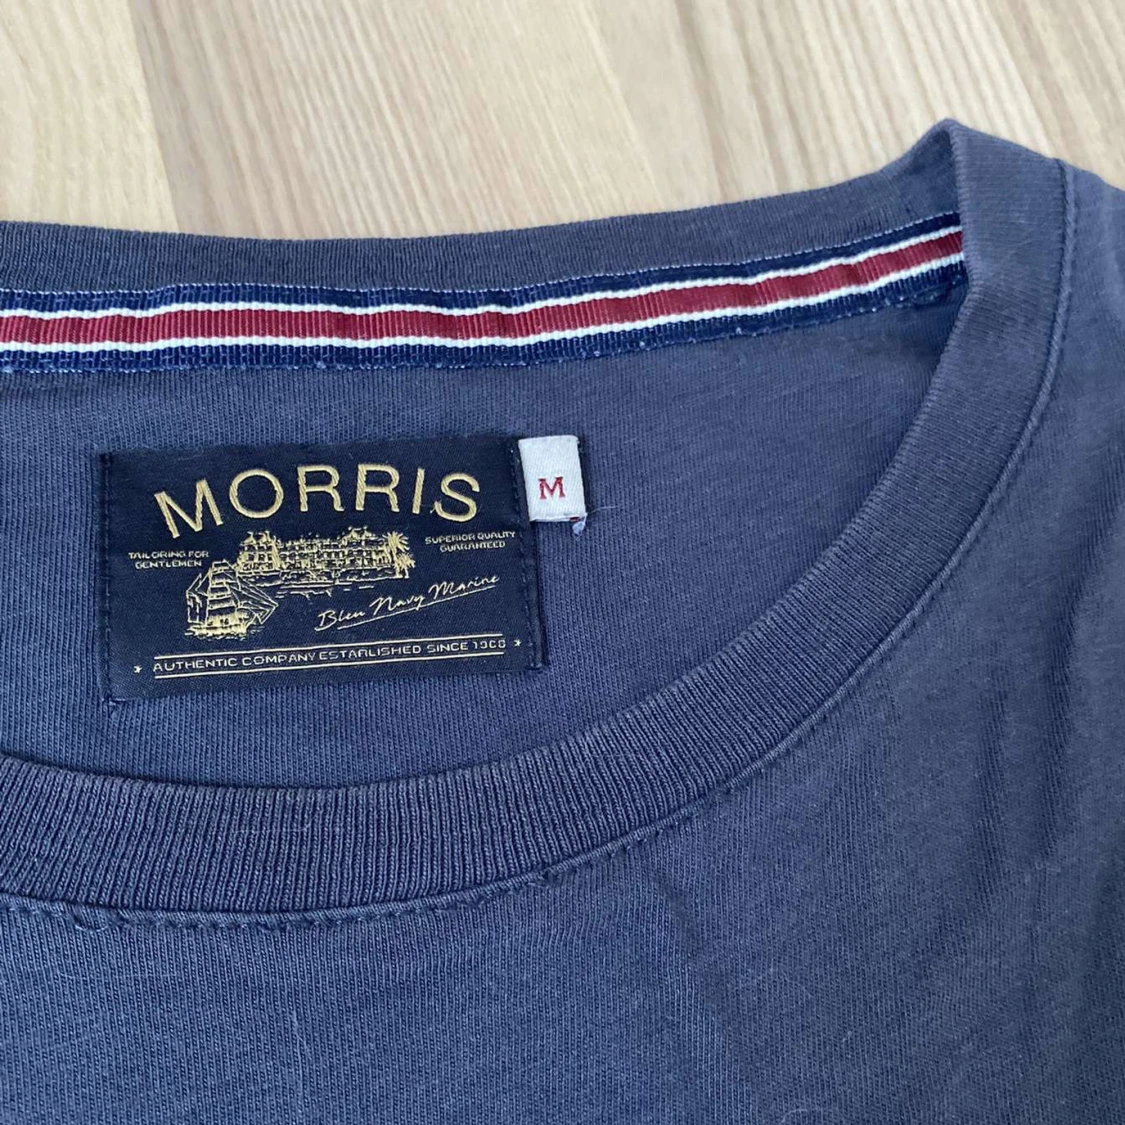 MORRIS
M
TAILORING FOR
GENTLEMEN
SUPERIOR QUALITY
GUARANTEED
Bleu Navy Marine
* AUTHENTIC COMPANY ESTABLISHED SINCE *